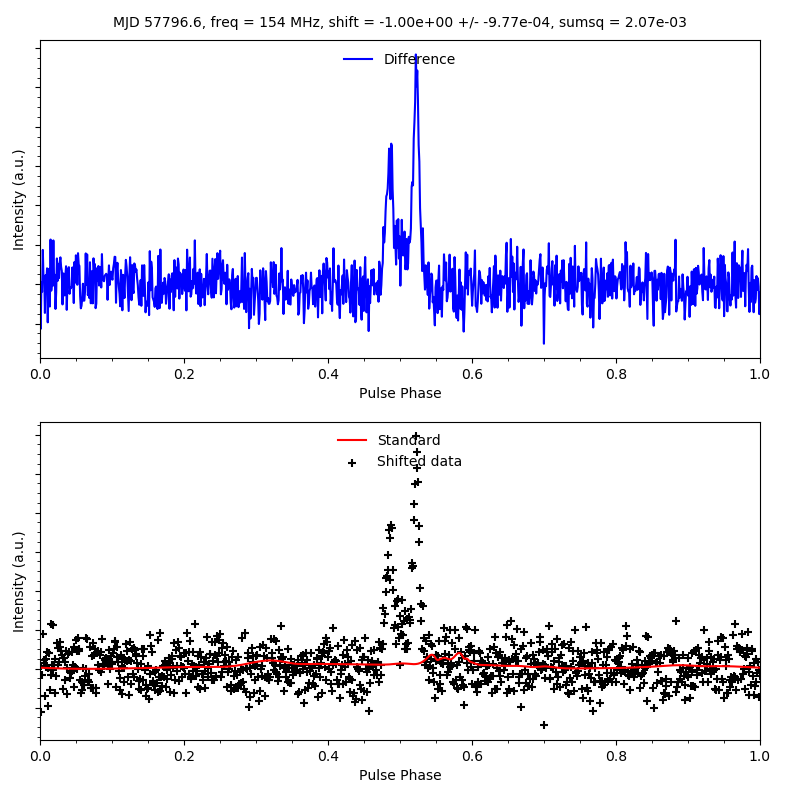 MJD 57796.6, freq = 154 MHz, shift = -1.00e+00 +/- -9.77e-04, sumsq = 2.07e-03
Difference
Intensity (a.u.)
0.0 0.2 0.4 0.6 0.8 1.0
Pulse Phase
Standard
Shifted data
Intensity (a.u.)
0.0 0.2 0.4 0.6 0.8 1.0
Pulse Phase